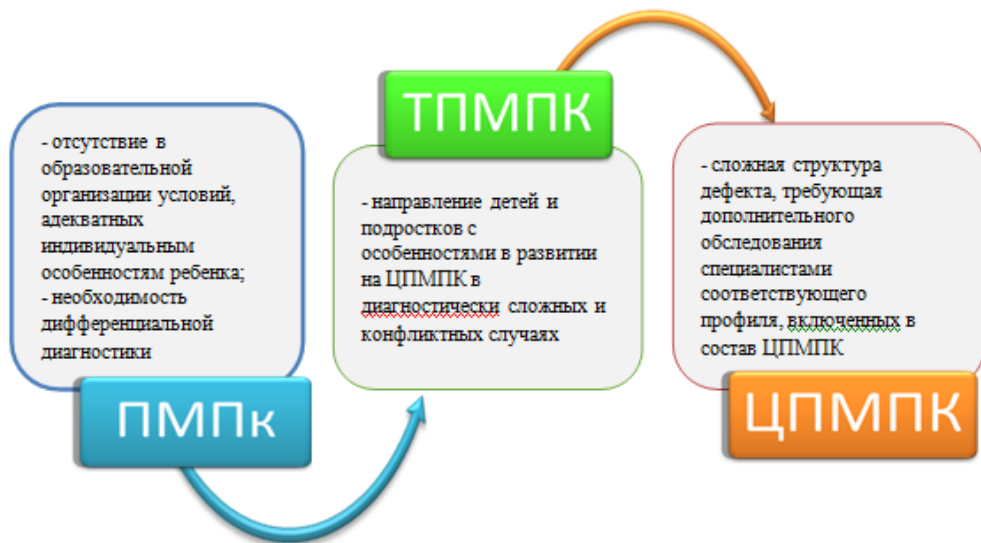 - отсутствие в
образовательной
организации условий,
адекватных
индивидуальным
особенностям ребенка;
- необходимость
дифференциальной
диагностики
ПМПк
ТПМПК
- направление детей и
подростков с
особенностями в развитии
на ЦПМПК в
диагностически сложных и
конфликтных случаях
- сложная структура
дефекта, требующая
дополнительного
обследования
специалистами
соответствующего
профиля, включенных в
состав ЦПМПК
ЦПМПК